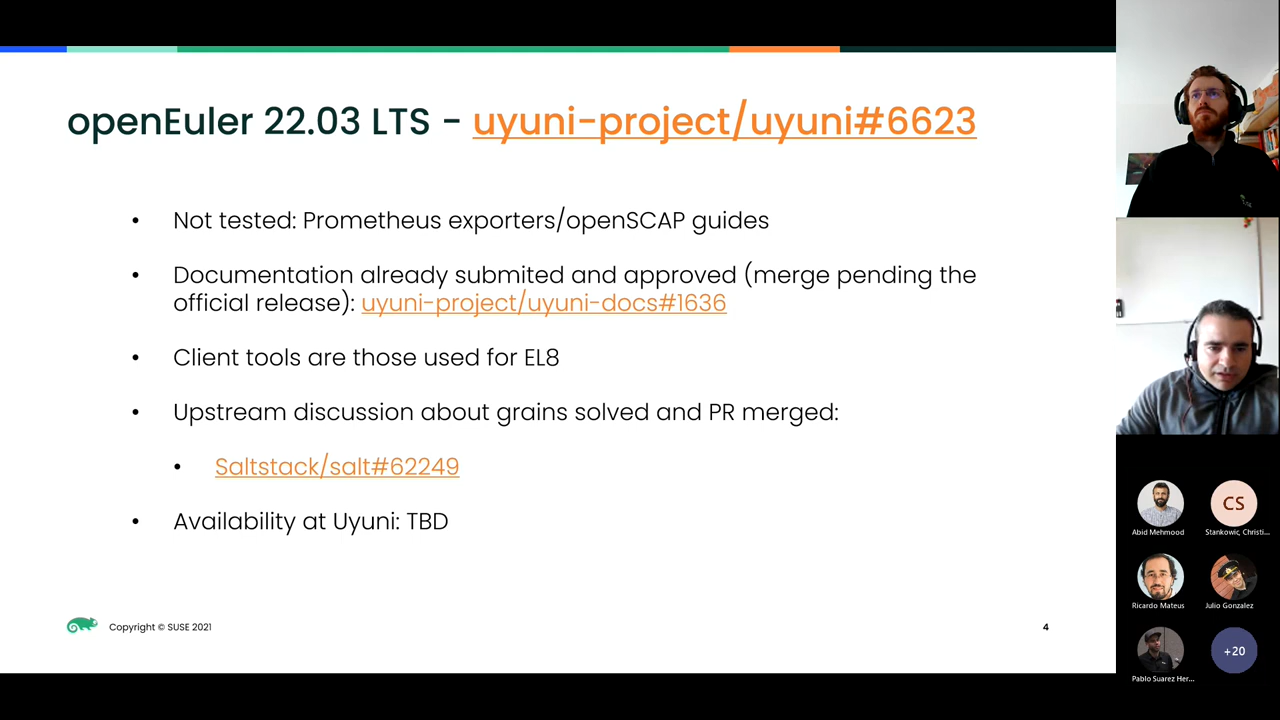 openEuler 22.03 LTS - uyuni-project/uyuni#6623
• Not tested: Prometheus exporters/openSCAP guides
• Documentation already submited and approved (merge pending the
official release): uyuni-project/uyuni-docs#1636
• Client tools are those used for EL8
• Upstream discussion about grains solved and PR merged:
• Saltstack/salt#62249
• Availability at Uyuni: TBD
Copyright © SUSE 2021
4
CS
Abid Mehmood
Stankowic, Christi...
Ricardo Mateus
Julio Gonzalez
+20
Pablo Suarez Her...